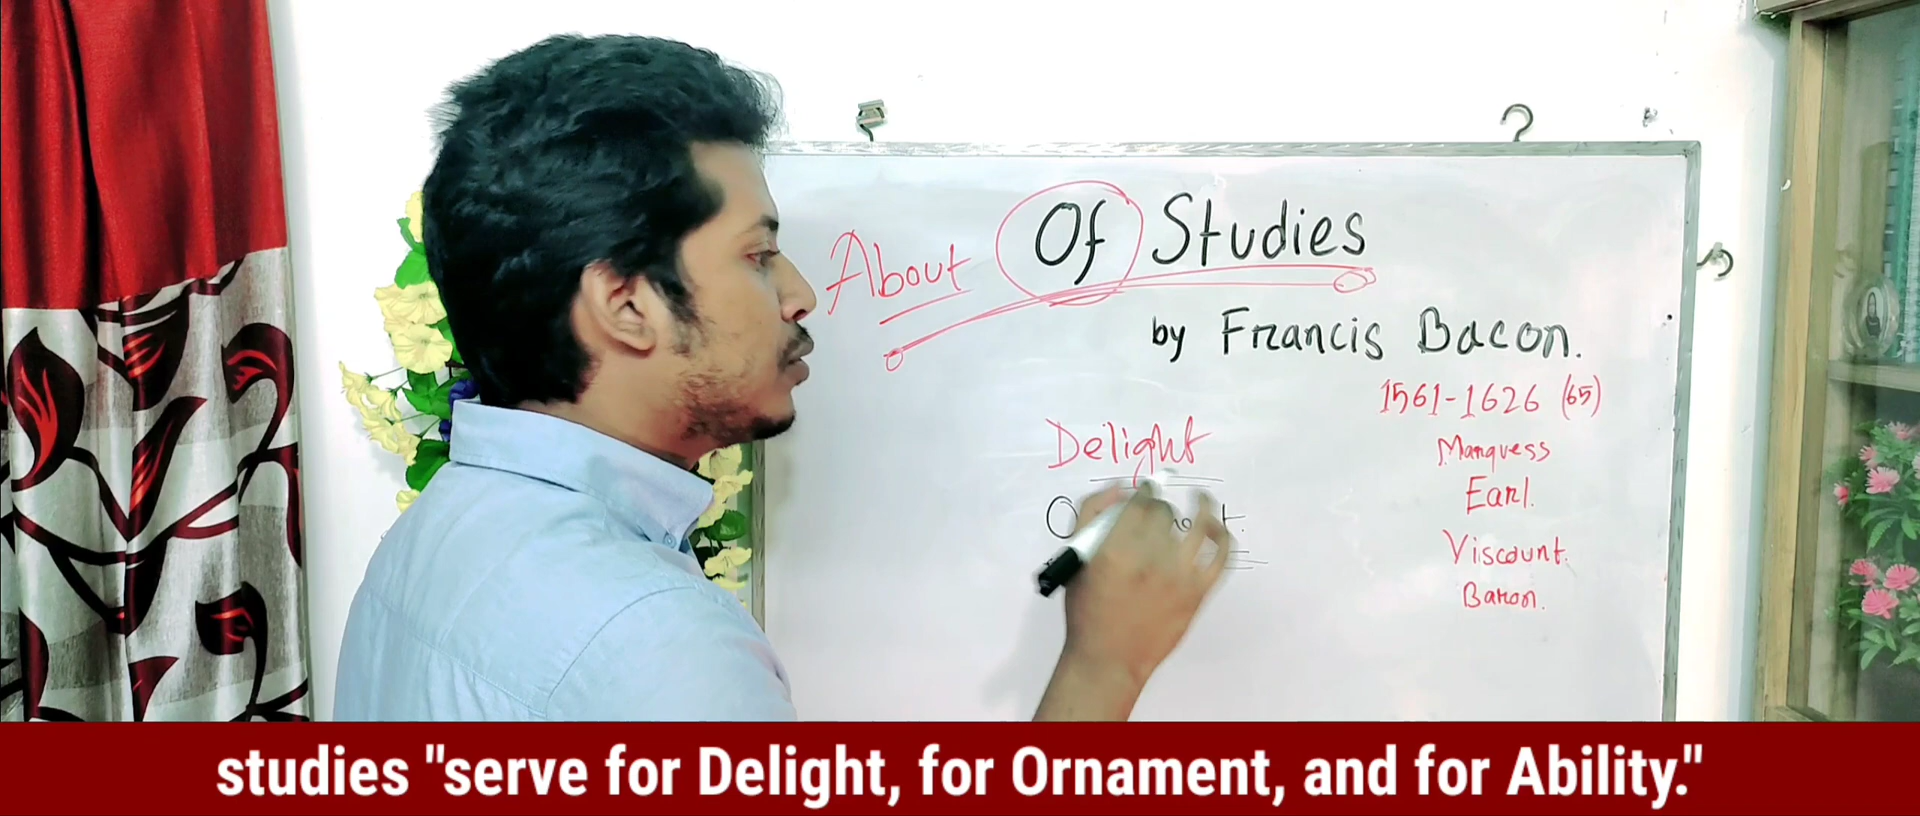 About Of Studies
by Francis Bacon.
1561-1626 (65)
Delight
Marquess
Earl.
Viscount.
Baron.
studies "serve for Delight, for Ornament, and for Ability."